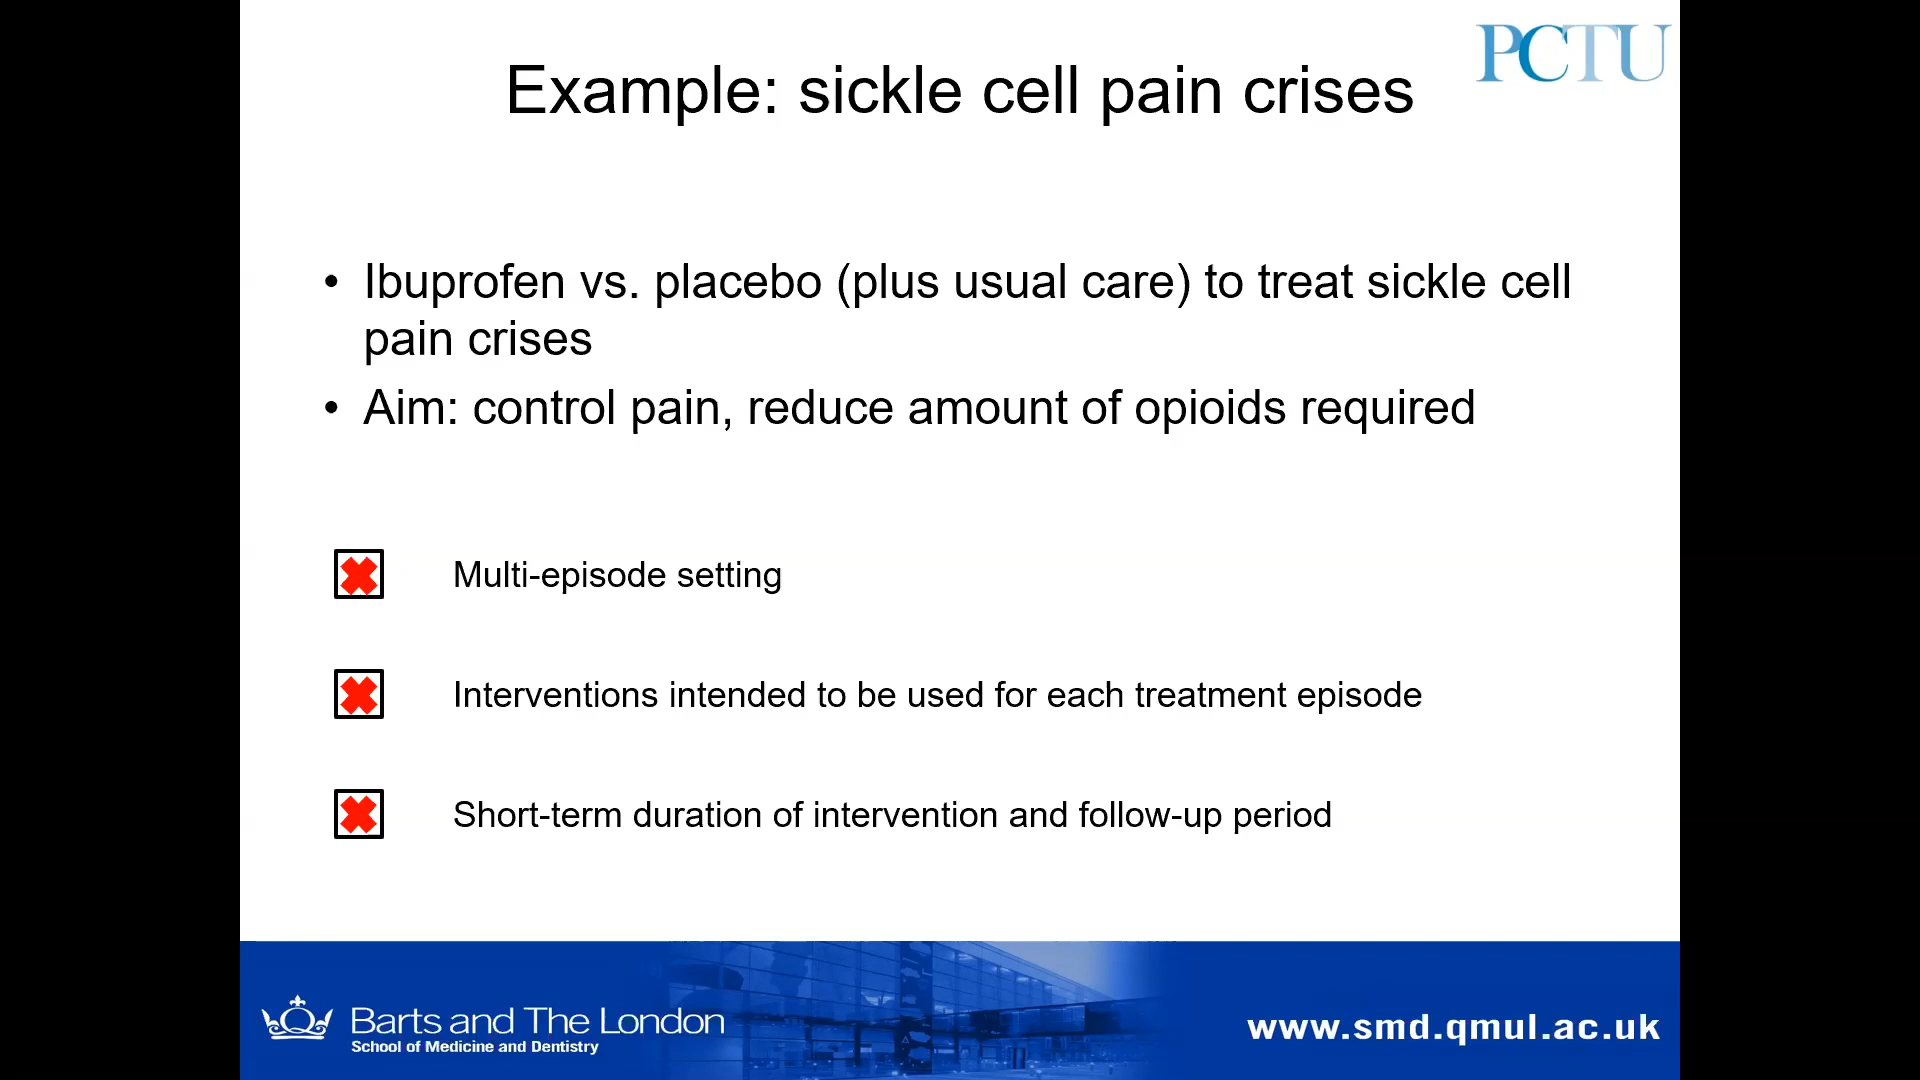 PCTU
Example: sickle cell pain crises
• Ibuprofen vs. placebo (plus usual care) to treat sickle cell
pain crises
• Aim: control pain, reduce amount of opioids required
Multi-episode setting
Interventions intended to be used for each treatment episode
Short-term duration of intervention and follow-up period
Barts and The London
School of Medicine and Dentistry
www.smd.qmul.ac.uk